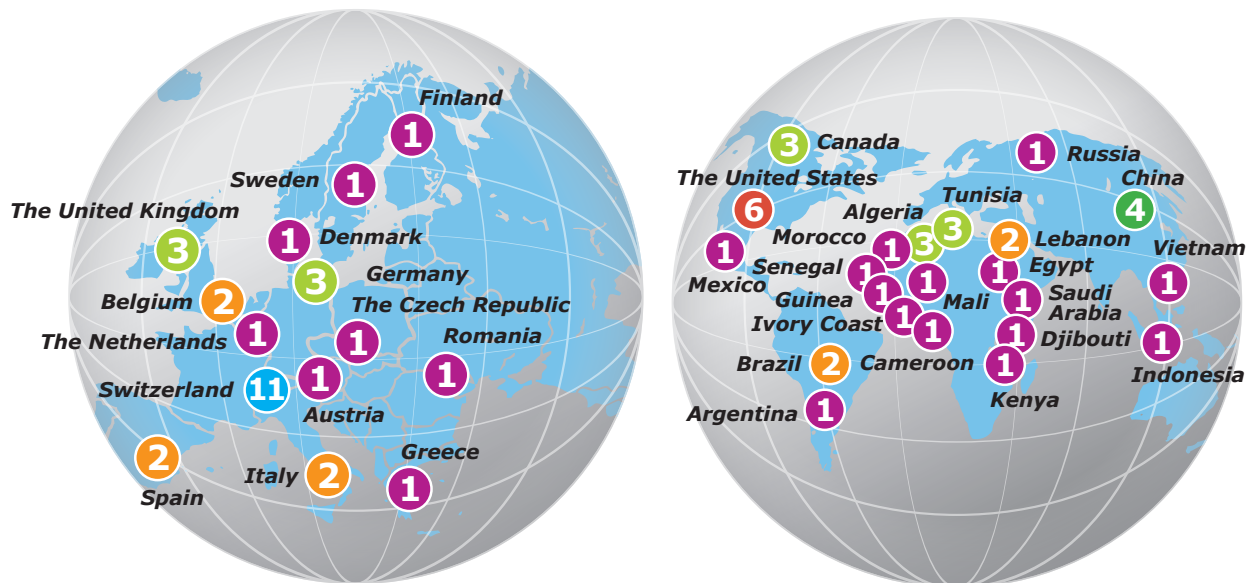 Finland
1
Sweden
1
The United Kingdom
3
1
Denmark
3
Germany
Belgium
2
The Czech Republic
The Netherlands
1
1
Romania
1
Switzerland
11
1
Austria
Greece
2
Spain
Italy
2
1
3
Canada
1
Russia
The United States
6
China
4
Tunisia
3
Algeria
3
Morocco
1
2
Lebanon
Vietnam
1
1
Mexico
Senegal
1
1
Egypt
Guinea
1
1
Mali
1
Saudi
Arabia
Ivory Coast
1
1
Cameroon
1
Djibouti
1
Indonesia
Brazil
2
1
Kenya
Argentina
1